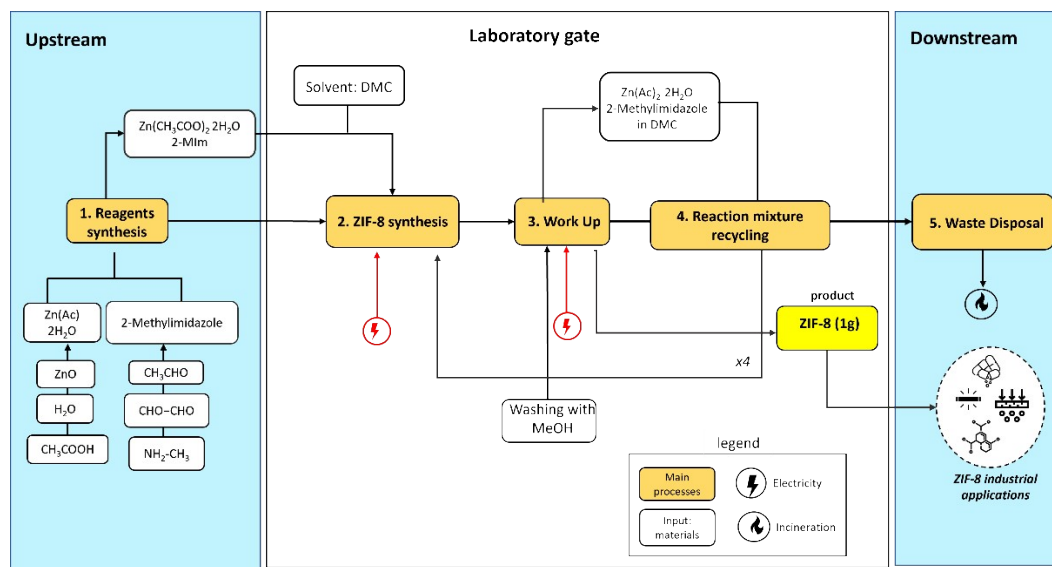 Upstream
Laboratory gate
Downstream
Solvent: DMC
Zn(CH₃COO)₂ 2H₂O
2-MIm
Zn(Ac)₂ 2H₂O
2-Methylimidazole
in DMC
1. Reagents
synthesis
2. ZIF-8 synthesis
3. Work Up
4. Reaction mixture
recycling
5. Waste Disposal
Zn(Ac)
2H₂O
2-Methylimidazole
ZnO
H₂O
CH₃COOH
CH₃CHO
CHO–CHO
NH₂-CH₃
product
ZIF-8 (1g)
x4
Washing with
MeOH
legend
Main
processes
Electricity
Input:
materials
Incineration
ZIF-8 industrial
applications